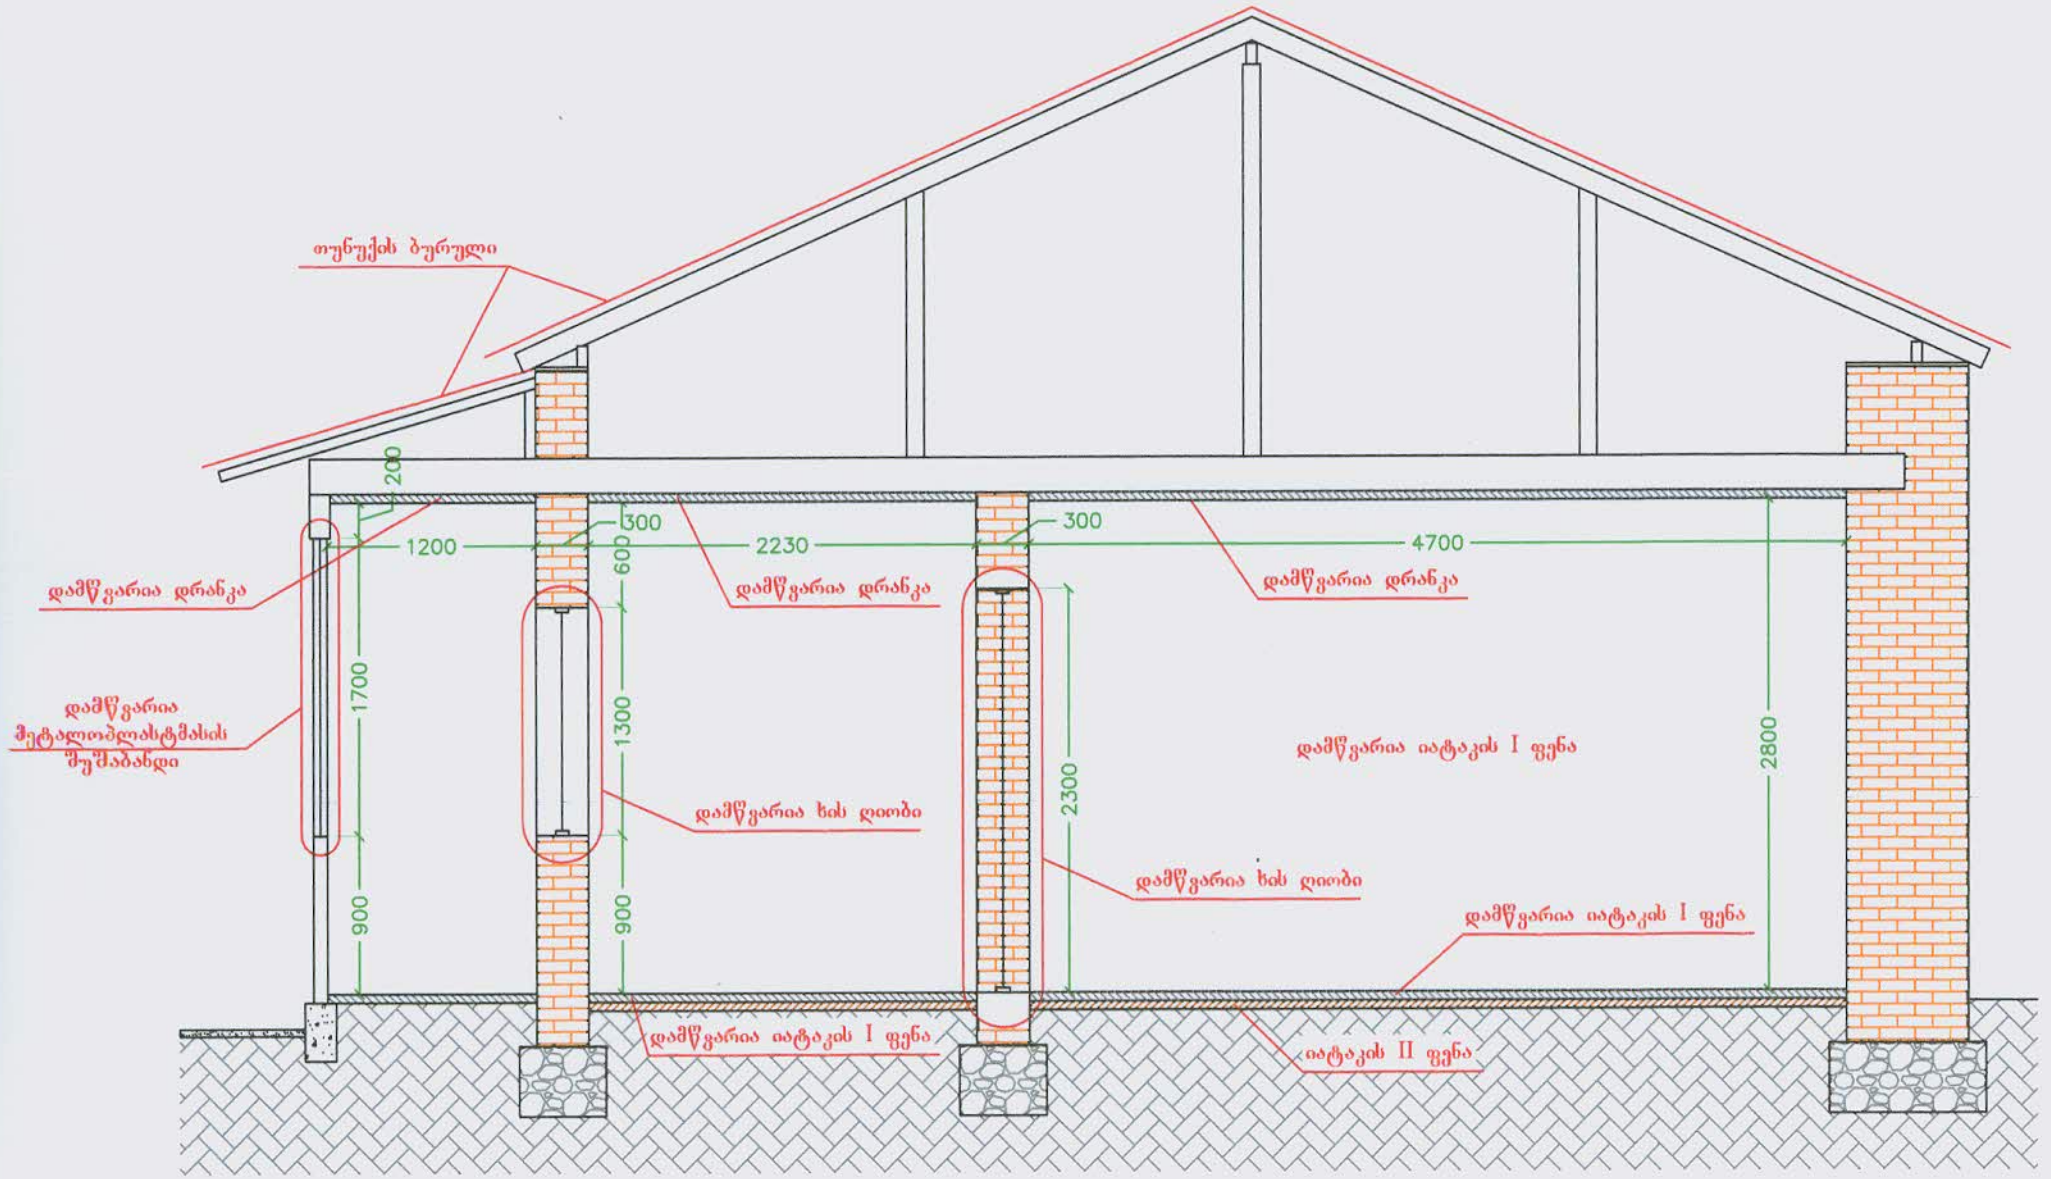 თუნუქის ბურული
200
300
300
1200
600
2230
4700
დამწვარია დრანკა
დამწვარია დრანკა
დამწვარია დრანკა
1700
დამწვარია
მეტალოპლასტმასის
შუშაბანდი
1300
2300
დამწვარია იატაკის I ფენა
2800
დამწვარია ხის ღიობი
დამწვარია ხის ღიობი
900
900
დამწვარია იატაკის I ფენა
დამწვარია იატაკის I ფენა
იატაკის II ფენა